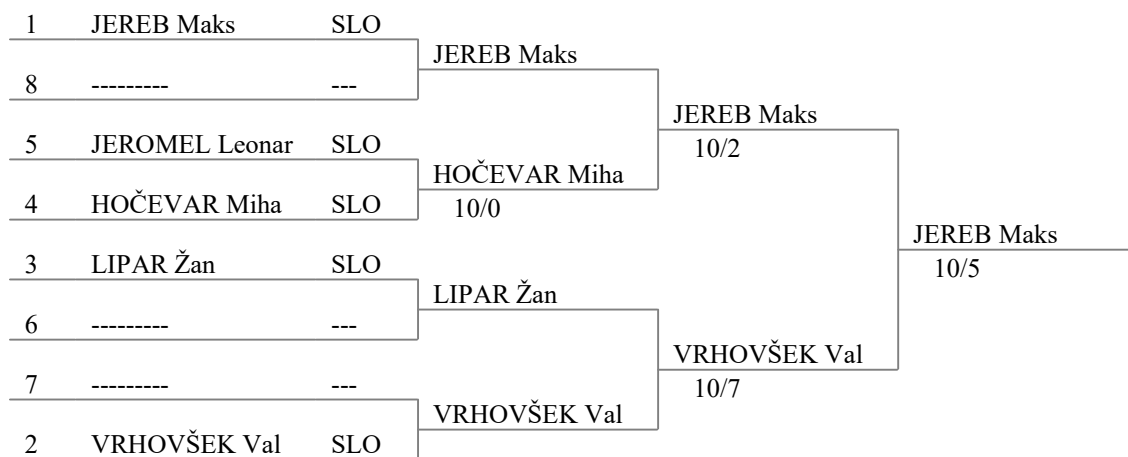 1 JEREB Maks SLO
JEREB Maks
8 --------- ---
JEREB Maks
10/2
5 JEROMEL Leonar SLO
HOČEVAR Miha
10/0
4 HOČEVAR Miha SLO
JEREB Maks
10/5
3 LIPAR Žan SLO
LIPAR Žan
6 --------- ---
VRHOVŠEK Val
10/7
7 --------- ---
VRHOVŠEK Val
2 VRHOVŠEK Val SLO